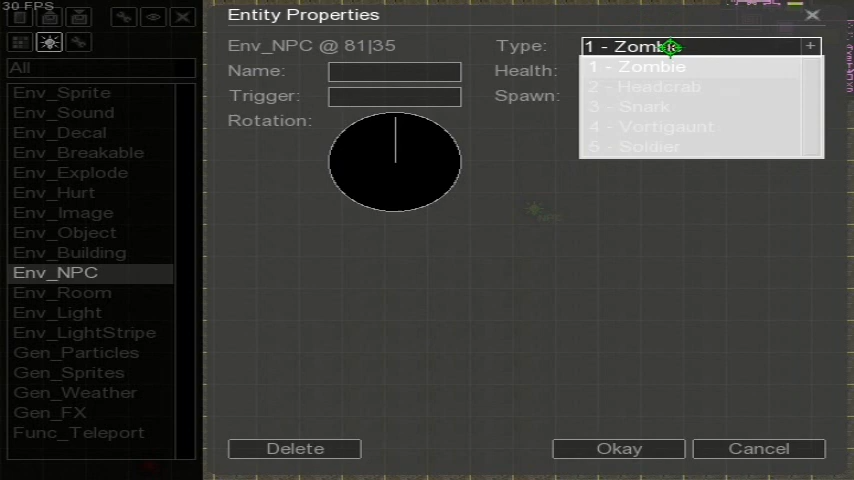 30 FPS
All
Env_Sprite
Env_Sound
Env_Decal
Env_Breakable
Env_Explode
Env_Hurt
Env_Image
Env_Object
Env_Building
Env_NPC
Env_Room
Env_Light
Env_LightStripe
Gen_Particles
Gen_Sprites
Gen_Weather
Gen_FX
Func_Teleport
Entity Properties
Env_NPC @ 81|35
Name:
Trigger:
Rotation:
Type:
1 - Zombie
+
Health:
Spawn:
1 - Zombie
2 - Headcrab
3 - Snark
4 - Vortigaunt
5 - Soldier
NPC
Delete
Okay
Cancel